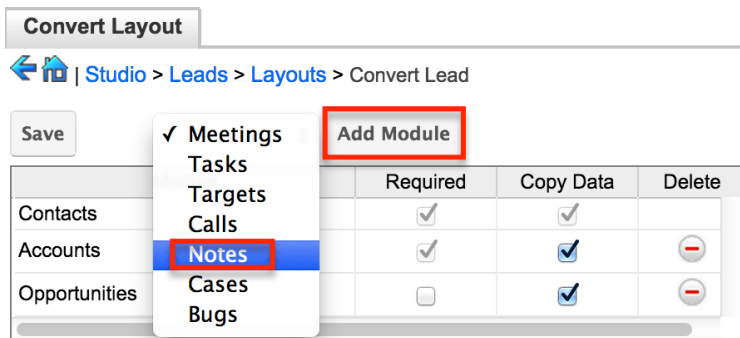 Convert Layout
| Studio > Leads > Layouts > Convert Lead
Save
✓ Meetings
Add Module
Tasks
Targets
Calls
Notes
Cases
Bugs
Required Copy Data Delete
Contacts
Accounts
Opportunities